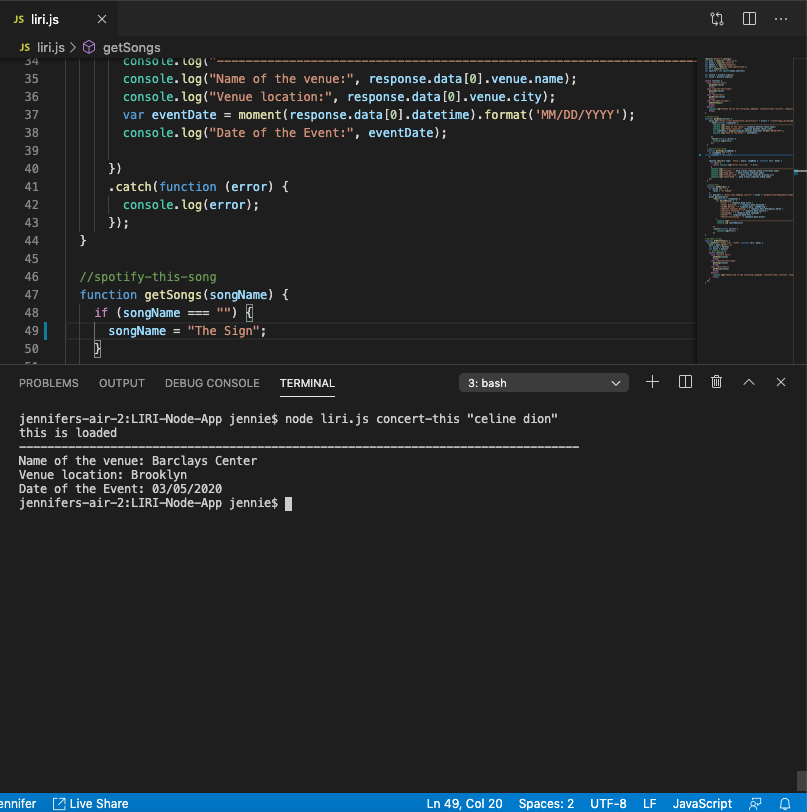 JS liri.js
JS liri.js > getSongs
34 console.log("--------------------------------------------------------------------
35 console.log("Name of the venue:", response.data[0].venue.name);
36 console.log("Venue location:", response.data[0].venue.city);
37 var eventDate = moment(response.data[0].datetime).format('MM/DD/YYYY');
38 console.log("Date of the Event:", eventDate);
39
40 })
41 .catch(function (error) {
42 console.log(error);
43 });
44 }
45
46 //spotify-this-song
47 function getSongs(songName) {
48 if (songName === "") {
49 songName = "The Sign";
50 }
PROBLEMS OUTPUT DEBUG CONSOLE TERMINAL 3: bash
jennifers-air-2:LIRI-Node-App jennie$ node liri.js concert-this "celine dion"
this is loaded
--------------------------------------------------------------------------------
Name of the venue: Barclays Center
Venue location: Brooklyn
Date of the Event: 03/05/2020
jennifers-air-2:LIRI-Node-App jennie$
ennifer Live Share Ln 49, Col 20 Spaces: 2 UTF-8 LF JavaScript